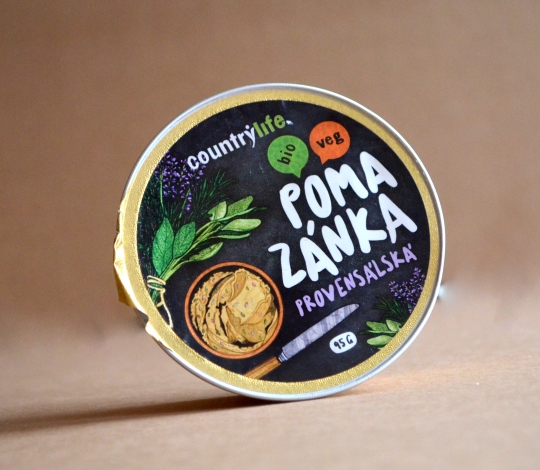 countrylife
bio
veg
POMA
ZÁNKA
PROVENSÁLSKÁ
95 G